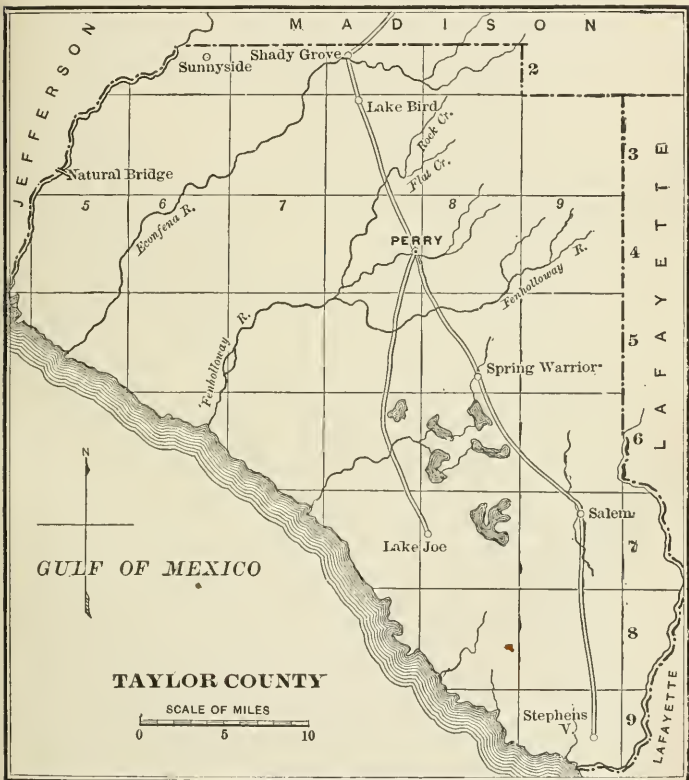 MADISON
JEFFERSON
Shady Grove
Sunnyside
2
Lake Bird
Rock Cr.
Flat Cr.
3
Natural Bridge
LAFAYETTE
5
6
7
8
9
Econfena R.
PERRY
4
Fenholloway R.
Fenholloway R.
5
Spring Warrior
6
N
Salem
Lake Joe
7
GULF OF MEXICO
8
TAYLOR COUNTY
SCALE OF MILES
0 5 10
Stephens
V.
9
LAFAYETTE